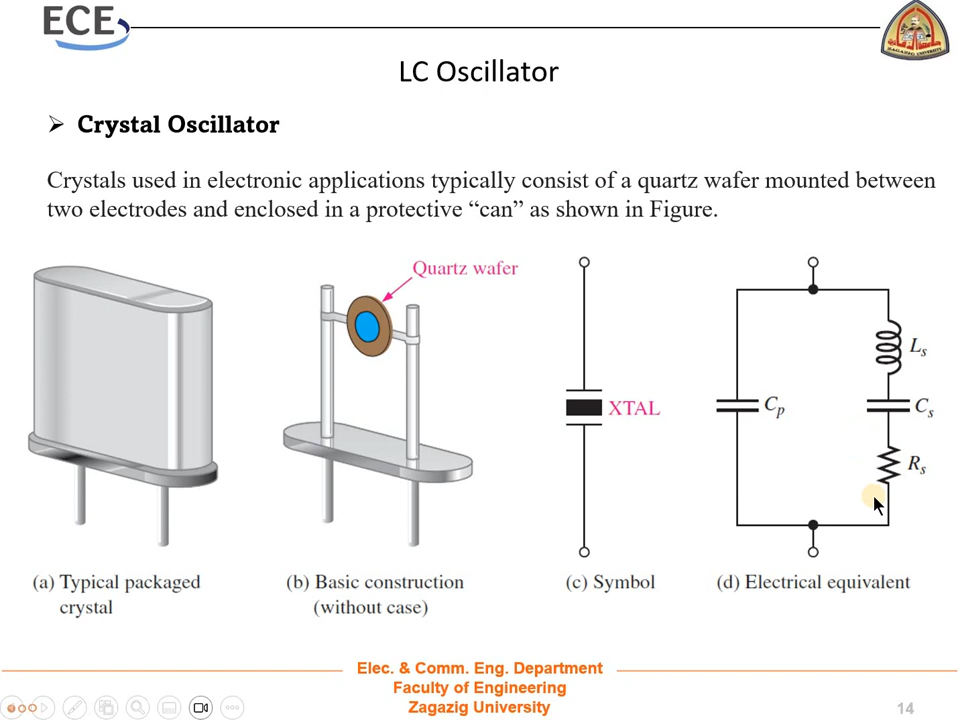 ECE
ZAGAZIG UNIVERSITY
LC Oscillator
➢ Crystal Oscillator
Crystals used in electronic applications typically consist of a quartz wafer mounted between
two electrodes and enclosed in a protective “can” as shown in Figure.
Quartz wafer
XTAL
Cp
Ls
Cs
Rs
(a) Typical packaged
crystal
(b) Basic construction
(without case)
(c) Symbol
(d) Electrical equivalent
Elec. & Comm. Eng. Department
Faculty of Engineering
Zagazig University
14